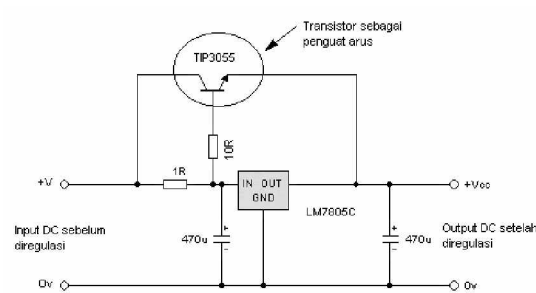 Transistor sebagai
penguat arus
TIP3055
10R
1R
+V
IN OUT
GND
+Vcc
LM7805C
Input DC sebelum
diregulasi
470u
+
-
470u
+
-
Output DC setelah
diregulasi
0v
0v